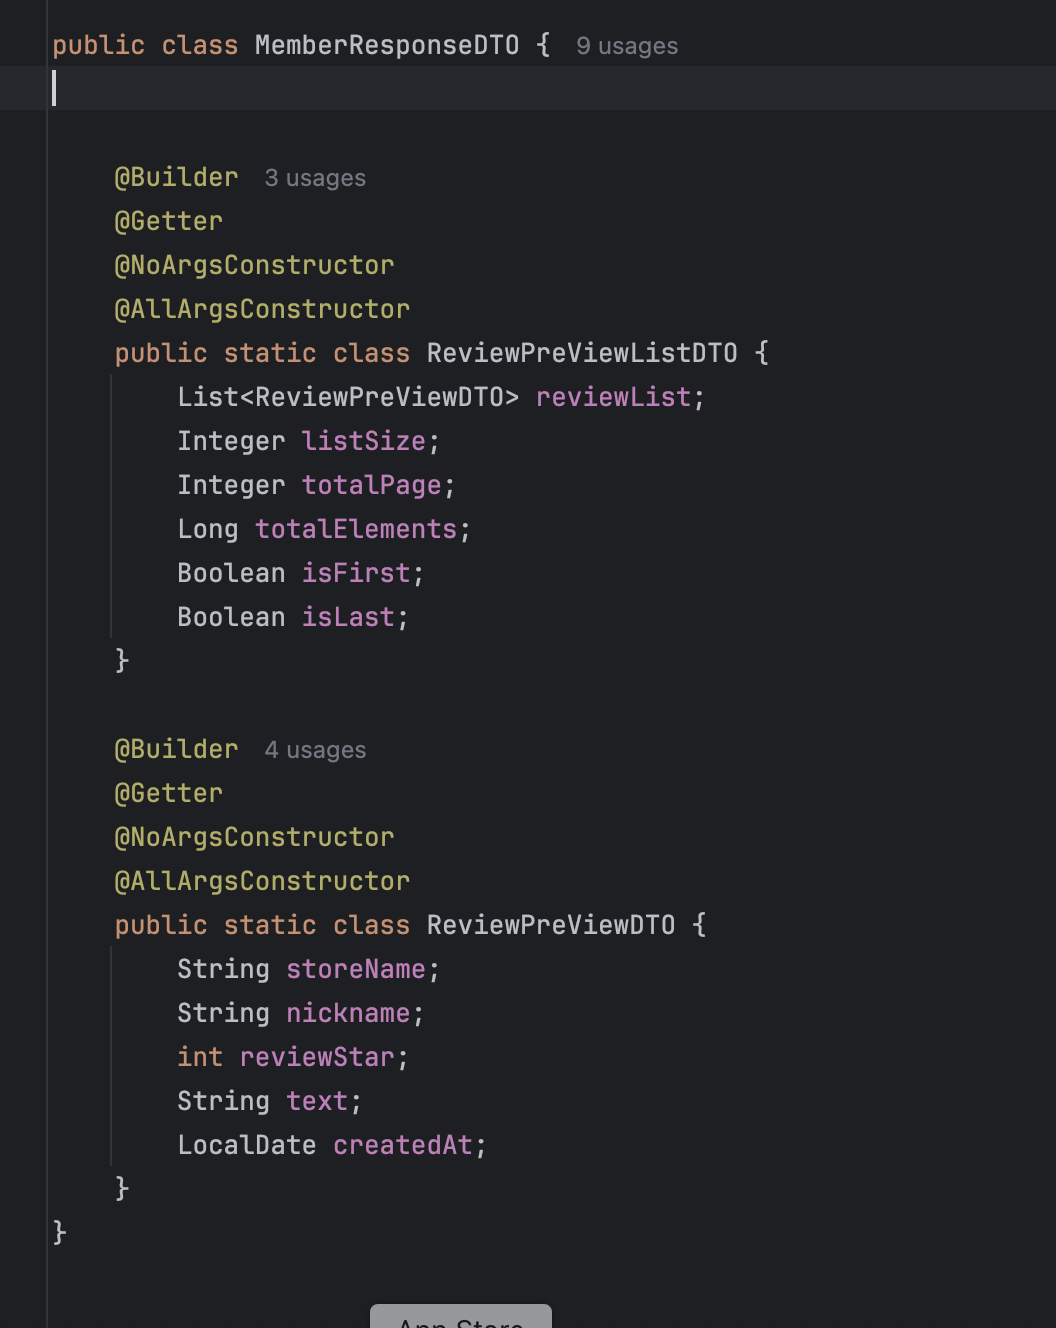 public class MemberResponseDTO { 9 usages
@Builder 3 usages
@Getter
@NoArgsConstructor
@AllArgsConstructor
public static class ReviewPreViewListDTO {
List<ReviewPreViewDTO> reviewList;
Integer listSize;
Integer totalPage;
Long totalElements;
Boolean isFirst;
Boolean isLast;
}
@Builder 4 usages
@Getter
@NoArgsConstructor
@AllArgsConstructor
public static class ReviewPreViewDTO {
String storeName;
String nickname;
int reviewStar;
String text;
LocalDate createdAt;
}
}
App Store